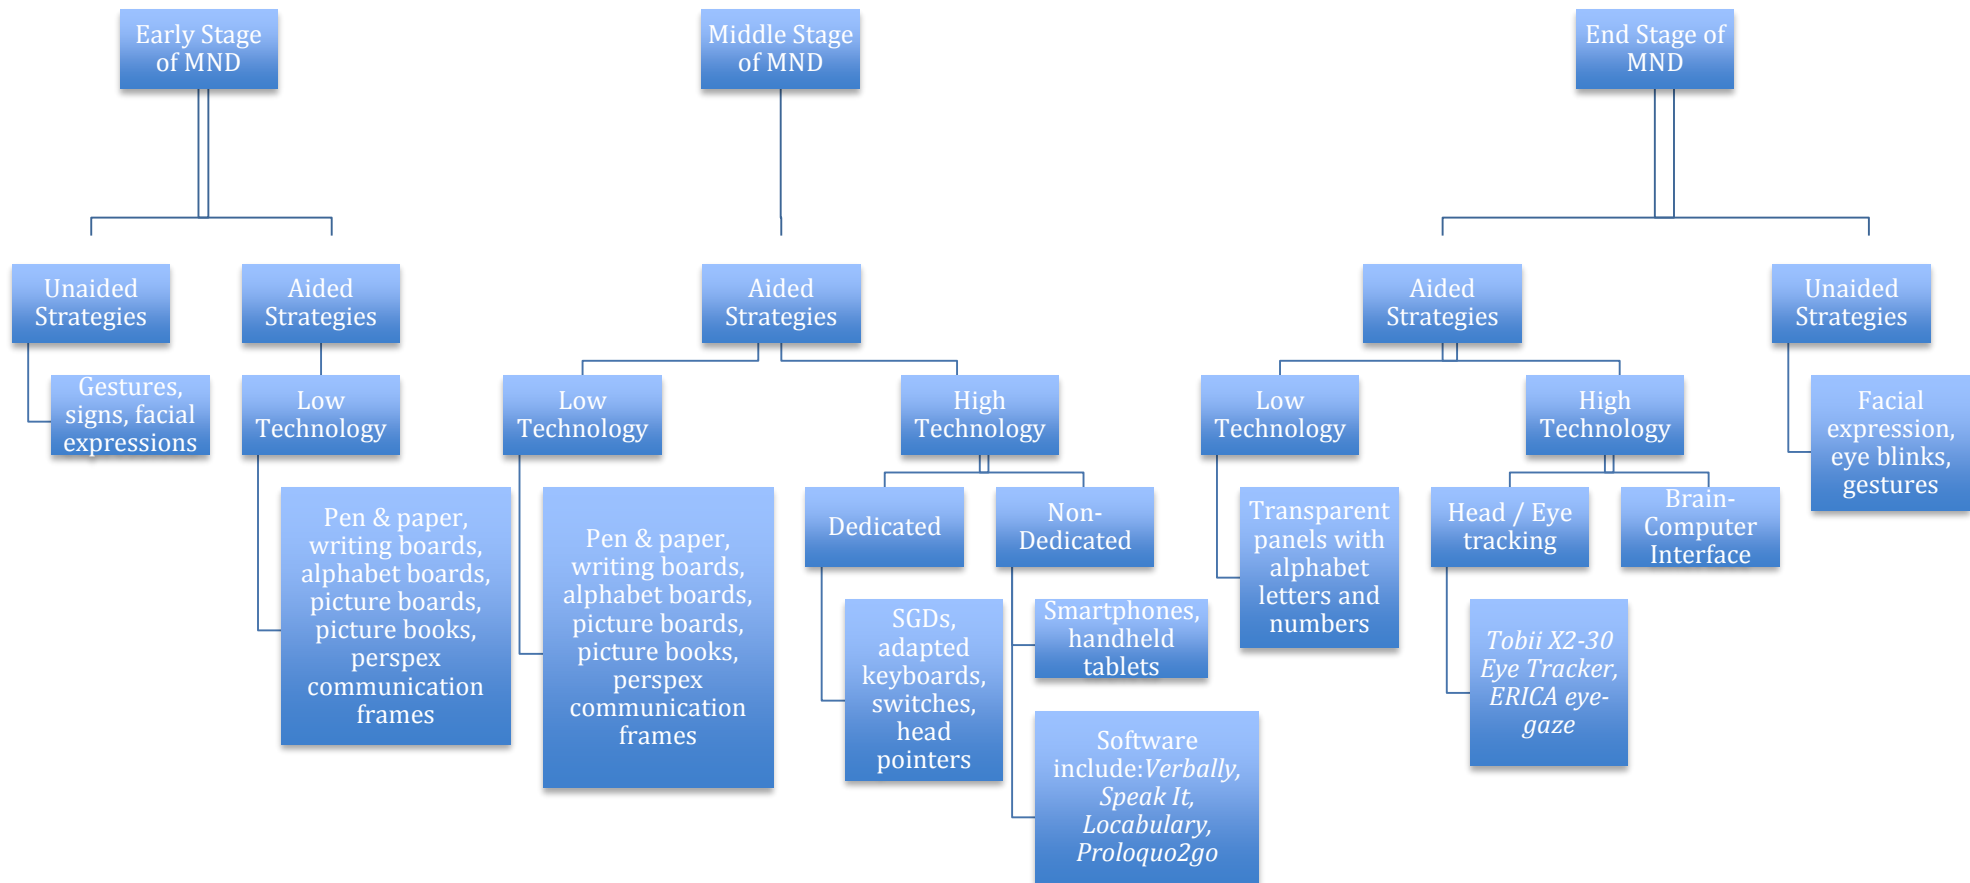 Early Stage
of MND
Middle Stage
of MND
End Stage of
MND
Unaided
Strategies
Aided
Strategies
Aided
Strategies
Aided
Strategies
Unaided
Strategies
Gestures,
signs, facial
expressions
Low
Technology
Low
Technology
High
Technology
Low
Technology
High
Technology
Facial
expression,
eye blinks,
gestures
Pen & paper,
writing boards,
alphabet boards,
picture boards,
picture books,
perspex
communication
frames
Pen & paper,
writing boards,
alphabet boards,
picture boards,
picture books,
perspex
communication
frames
Dedicated
Non-
Dedicated
Transparent
panels with
alphabet
letters and
numbers
Head / Eye
tracking
Brain-
Computer
Interface
SGDs,
adapted
keyboards,
switches,
head
pointers
Smartphones,
handheld
tablets
Tobii X2-30
Eye Tracker,
ERICA eye-
gaze
Software
include:Verbally,
Speak It,
Locabulary,
Proloquo2go